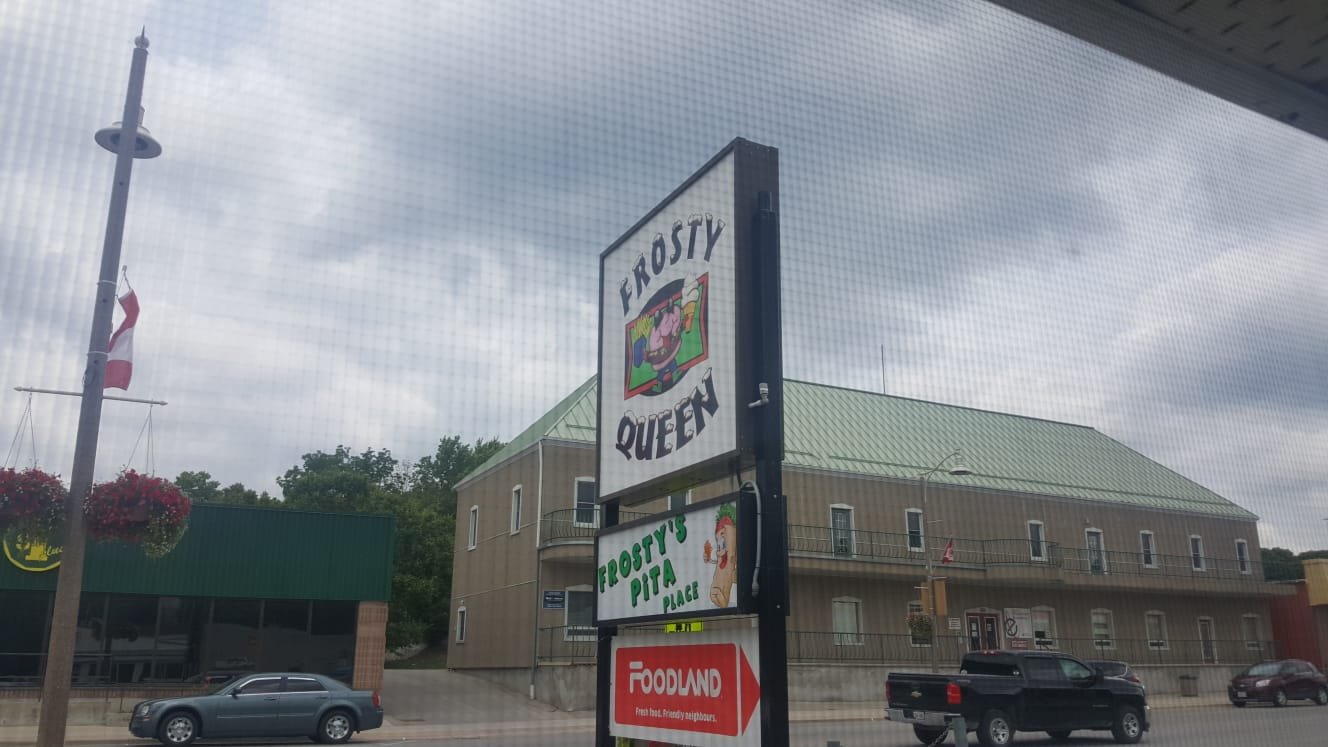 FROSTY
QUEEN
FROSTY'S
PITA
PLACE
FOODLAND
Fresh food. Friendly neighbours.